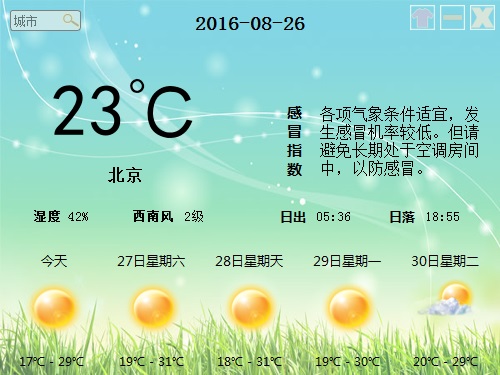 城市
2016-08-26
23℃
北京
感冒指数
各项气象条件适宜，发
生感冒机率较低。但请
避免长期处于空调房间
中，以防感冒。
湿度 42% 西南风 2级 日出 05:36 日落 18:55
今天 27日星期六 28日星期天 29日星期一 30日星期二
17℃ - 29℃ 19℃ - 31℃ 18℃ - 31℃ 19℃ - 30℃ 20℃ - 29℃